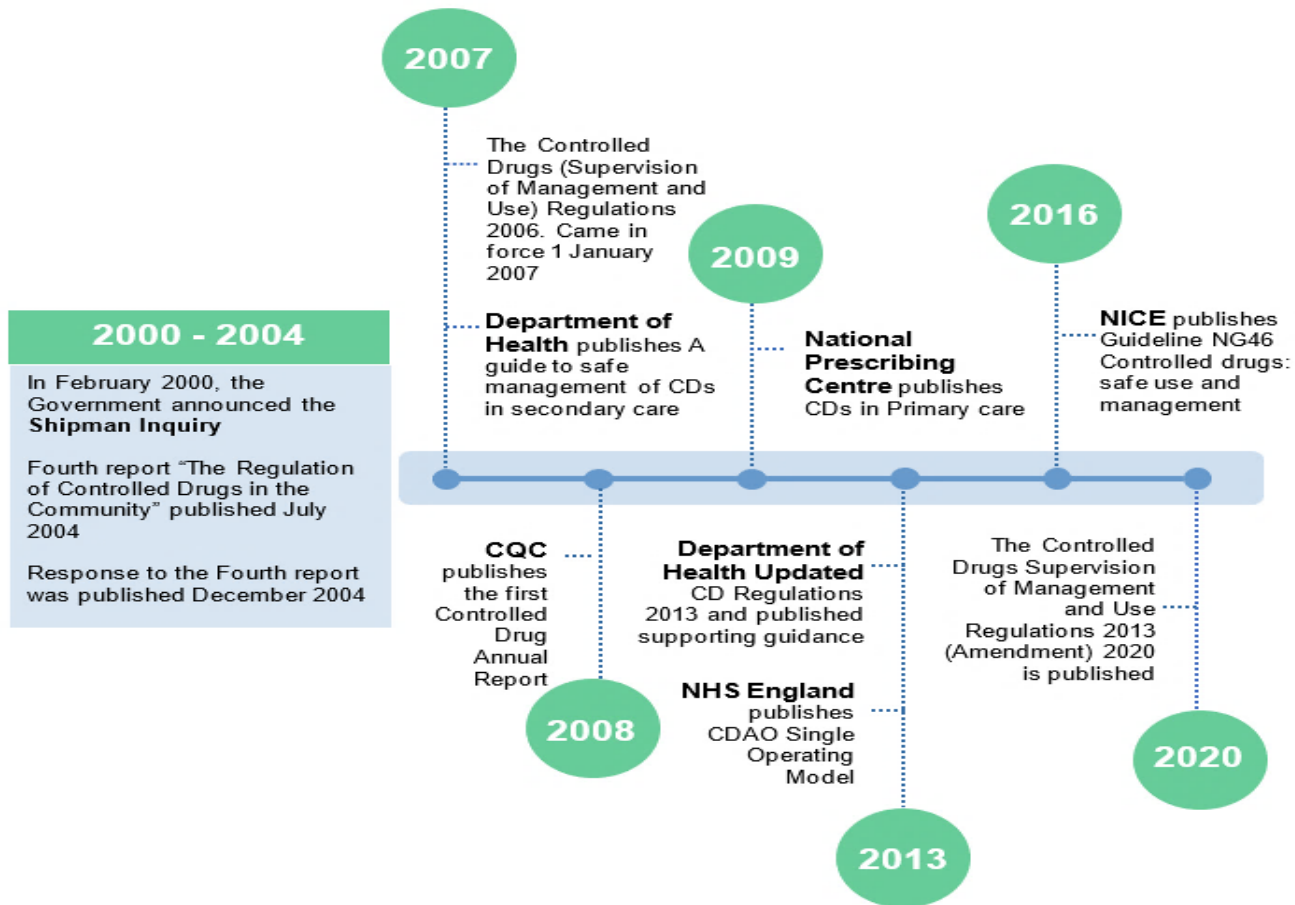 2000 - 2004
In February 2000, the
Government announced the
Shipman Inquiry
Fourth report “The Regulation
of Controlled Drugs in the
Community” published July
2004
Response to the Fourth report
was published December 2004
2007
The Controlled
Drugs (Supervision
of Management and
Use) Regulations
2006. Came in
force 1 January
2007
Department of
Health publishes A
guide to safe
management of CDs
in secondary care
CQC
publishes
the first
Controlled
Drug
Annual
Report
2008
2009
National
Prescribing
Centre publishes
CDs in Primary care
Department of
Health Updated
CD Regulations
2013 and published
supporting guidance
NHS England
publishes
CDAO Single
Operating
Model
2013
2016
NICE publishes
Guideline NG46
Controlled drugs:
safe use and
management
The Controlled
Drugs Supervision
of Management
and Use
Regulations 2013
(Amendment) 2020
is published
2020